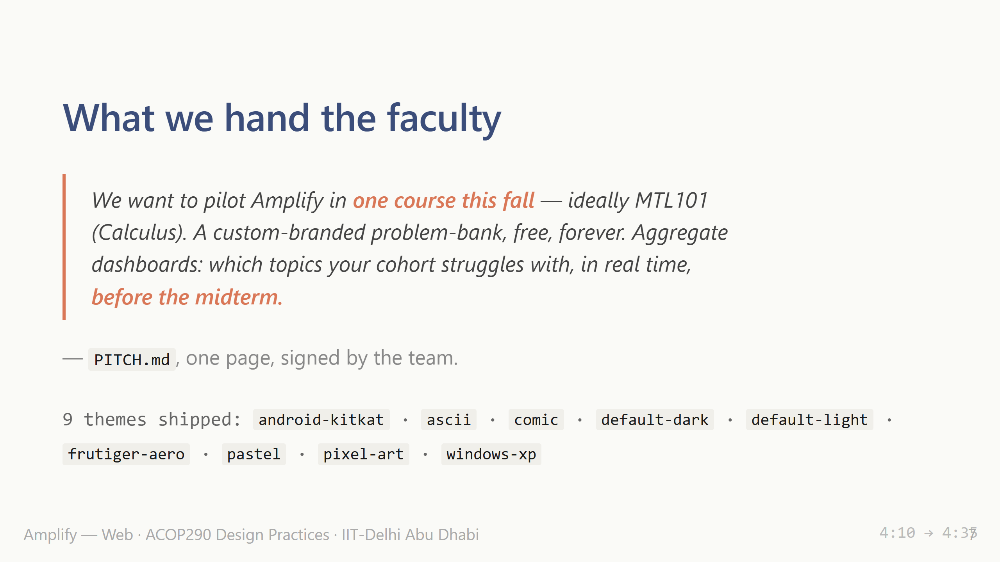 What we hand the faculty
We want to pilot Amplify in one course this fall — ideally MTL101
(Calculus). A custom-branded problem-bank, free, forever. Aggregate
dashboards: which topics your cohort struggles with, in real time,
before the midterm.
— PITCH.md, one page, signed by the team.
9 themes shipped: android-kitkat · ascii · comic · default-dark · default-light ·
frutiger-aero · pastel · pixel-art · windows-xp
Amplify — Web · ACOP290 Design Practices · IIT-Delhi Abu Dhabi
4:10 → 4:35
7